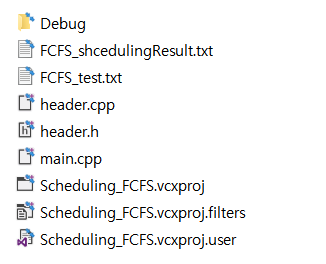 Debug
FCFS_shcedulingResult.txt
FCFS_test.txt
header.cpp
header.h
main.cpp
Scheduling_FCFS.vcxproj
Scheduling_FCFS.vcxproj.filters
Scheduling_FCFS.vcxproj.user